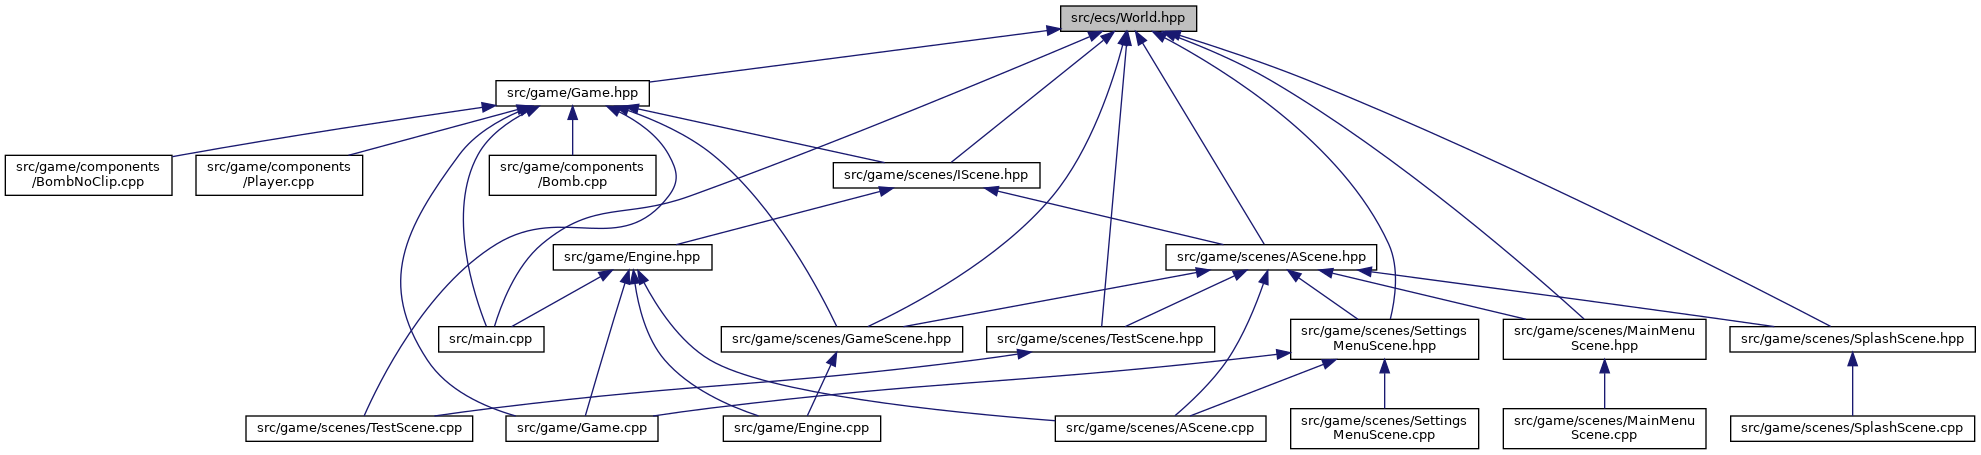 src/ecs/World.hpp
src/game/Game.hpp
src/game/components
/BombNoClip.cpp
src/game/components
/Player.cpp
src/game/components
/Bomb.cpp
src/game/scenes/IScene.hpp
src/game/Engine.hpp
src/game/scenes/AScene.hpp
src/main.cpp
src/game/scenes/GameScene.hpp
src/game/scenes/TestScene.hpp
src/game/scenes/Settings
MenuScene.hpp
src/game/scenes/MainMenu
Scene.hpp
src/game/scenes/SplashScene.hpp
src/game/scenes/TestScene.cpp
src/game/Game.cpp
src/game/Engine.cpp
src/game/scenes/AScene.cpp
src/game/scenes/Settings
MenuScene.cpp
src/game/scenes/MainMenu
Scene.cpp
src/game/scenes/SplashScene.cpp